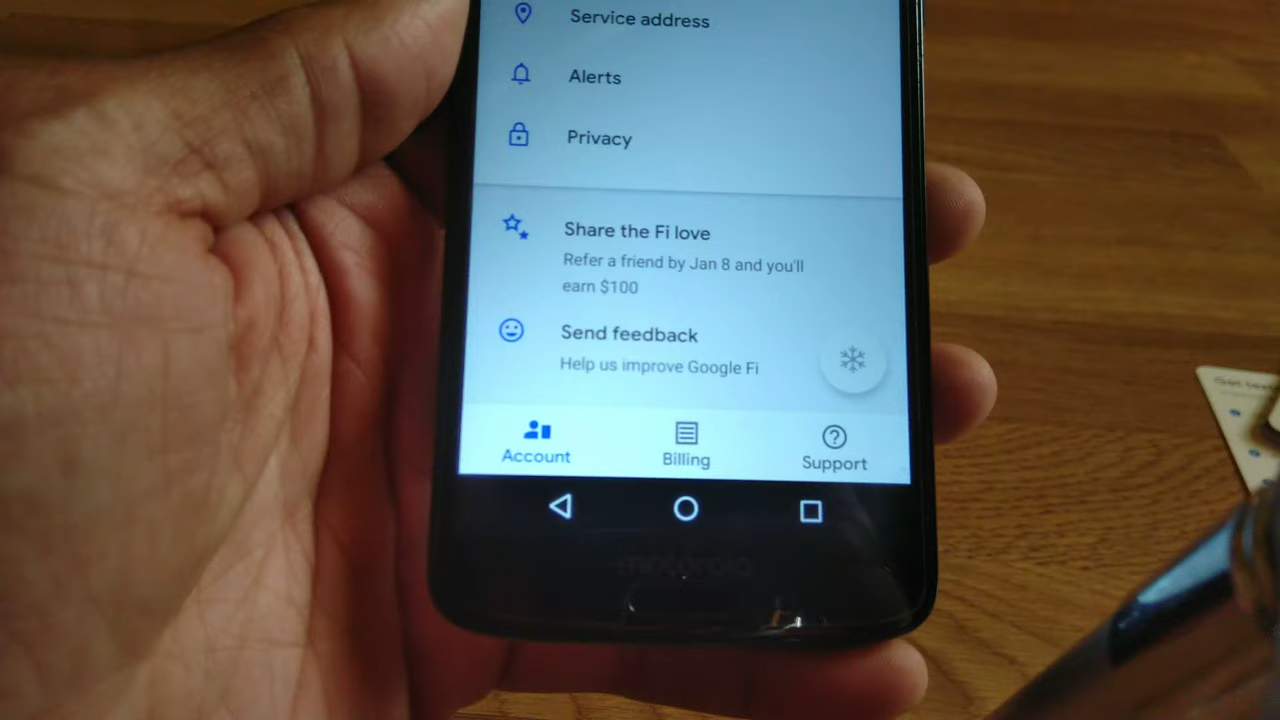 Service address
Alerts
Privacy
Share the Fi love
Refer a friend by Jan 8 and you'll
earn $100
Send feedback
Help us improve Google Fi
Account
Billing
Support
motorola